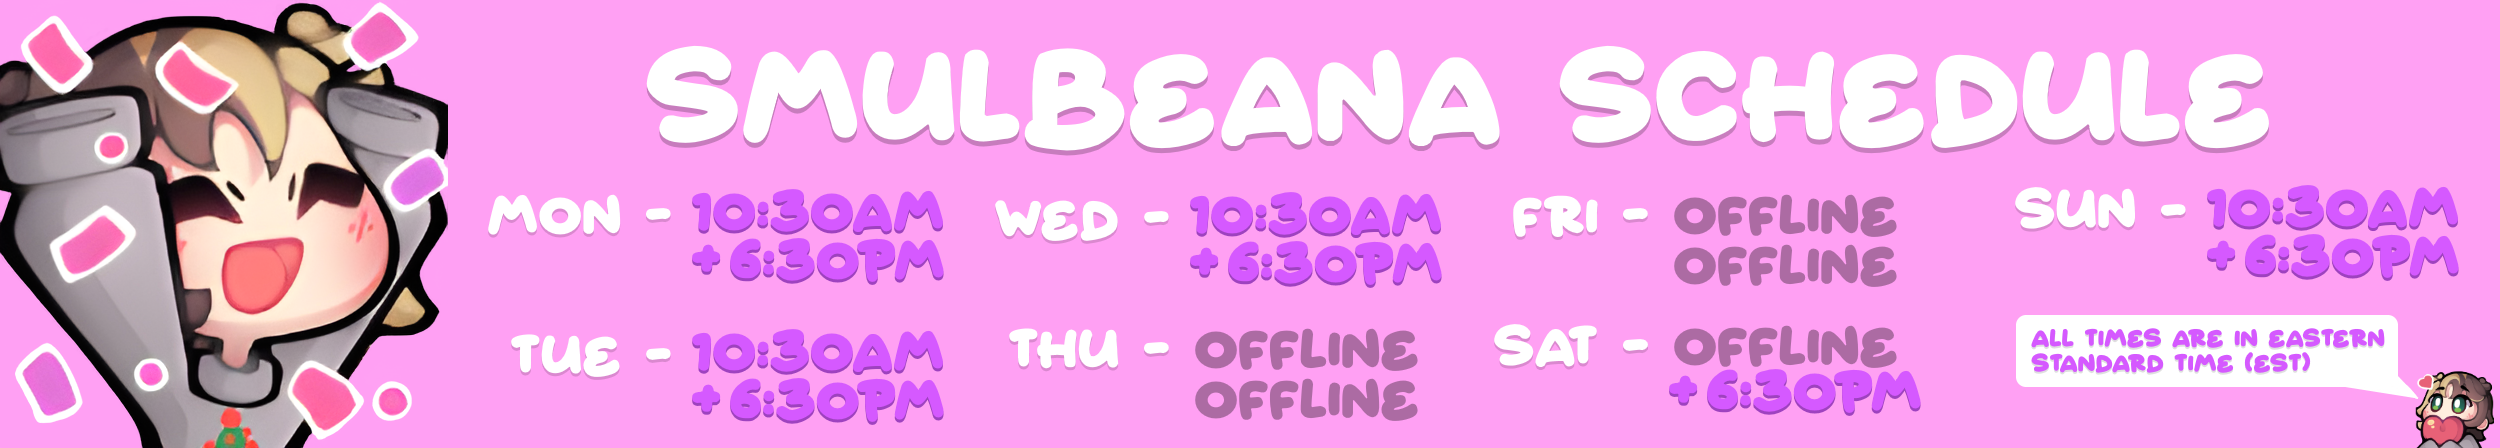 SMULBEANA SCHEDULE
MON - 10:30AM
+6:30PM
TUE - 10:30AM
+6:30PM
WED - 10:30AM
+6:30PM
THU - OFFLINE
OFFLINE
FRI - OFFLINE
OFFLINE
SAT - OFFLINE
+6:30PM
SUN - 10:30AM
+6:30PM
ALL TIMES ARE IN EASTERN
STANDARD TIME (EST)